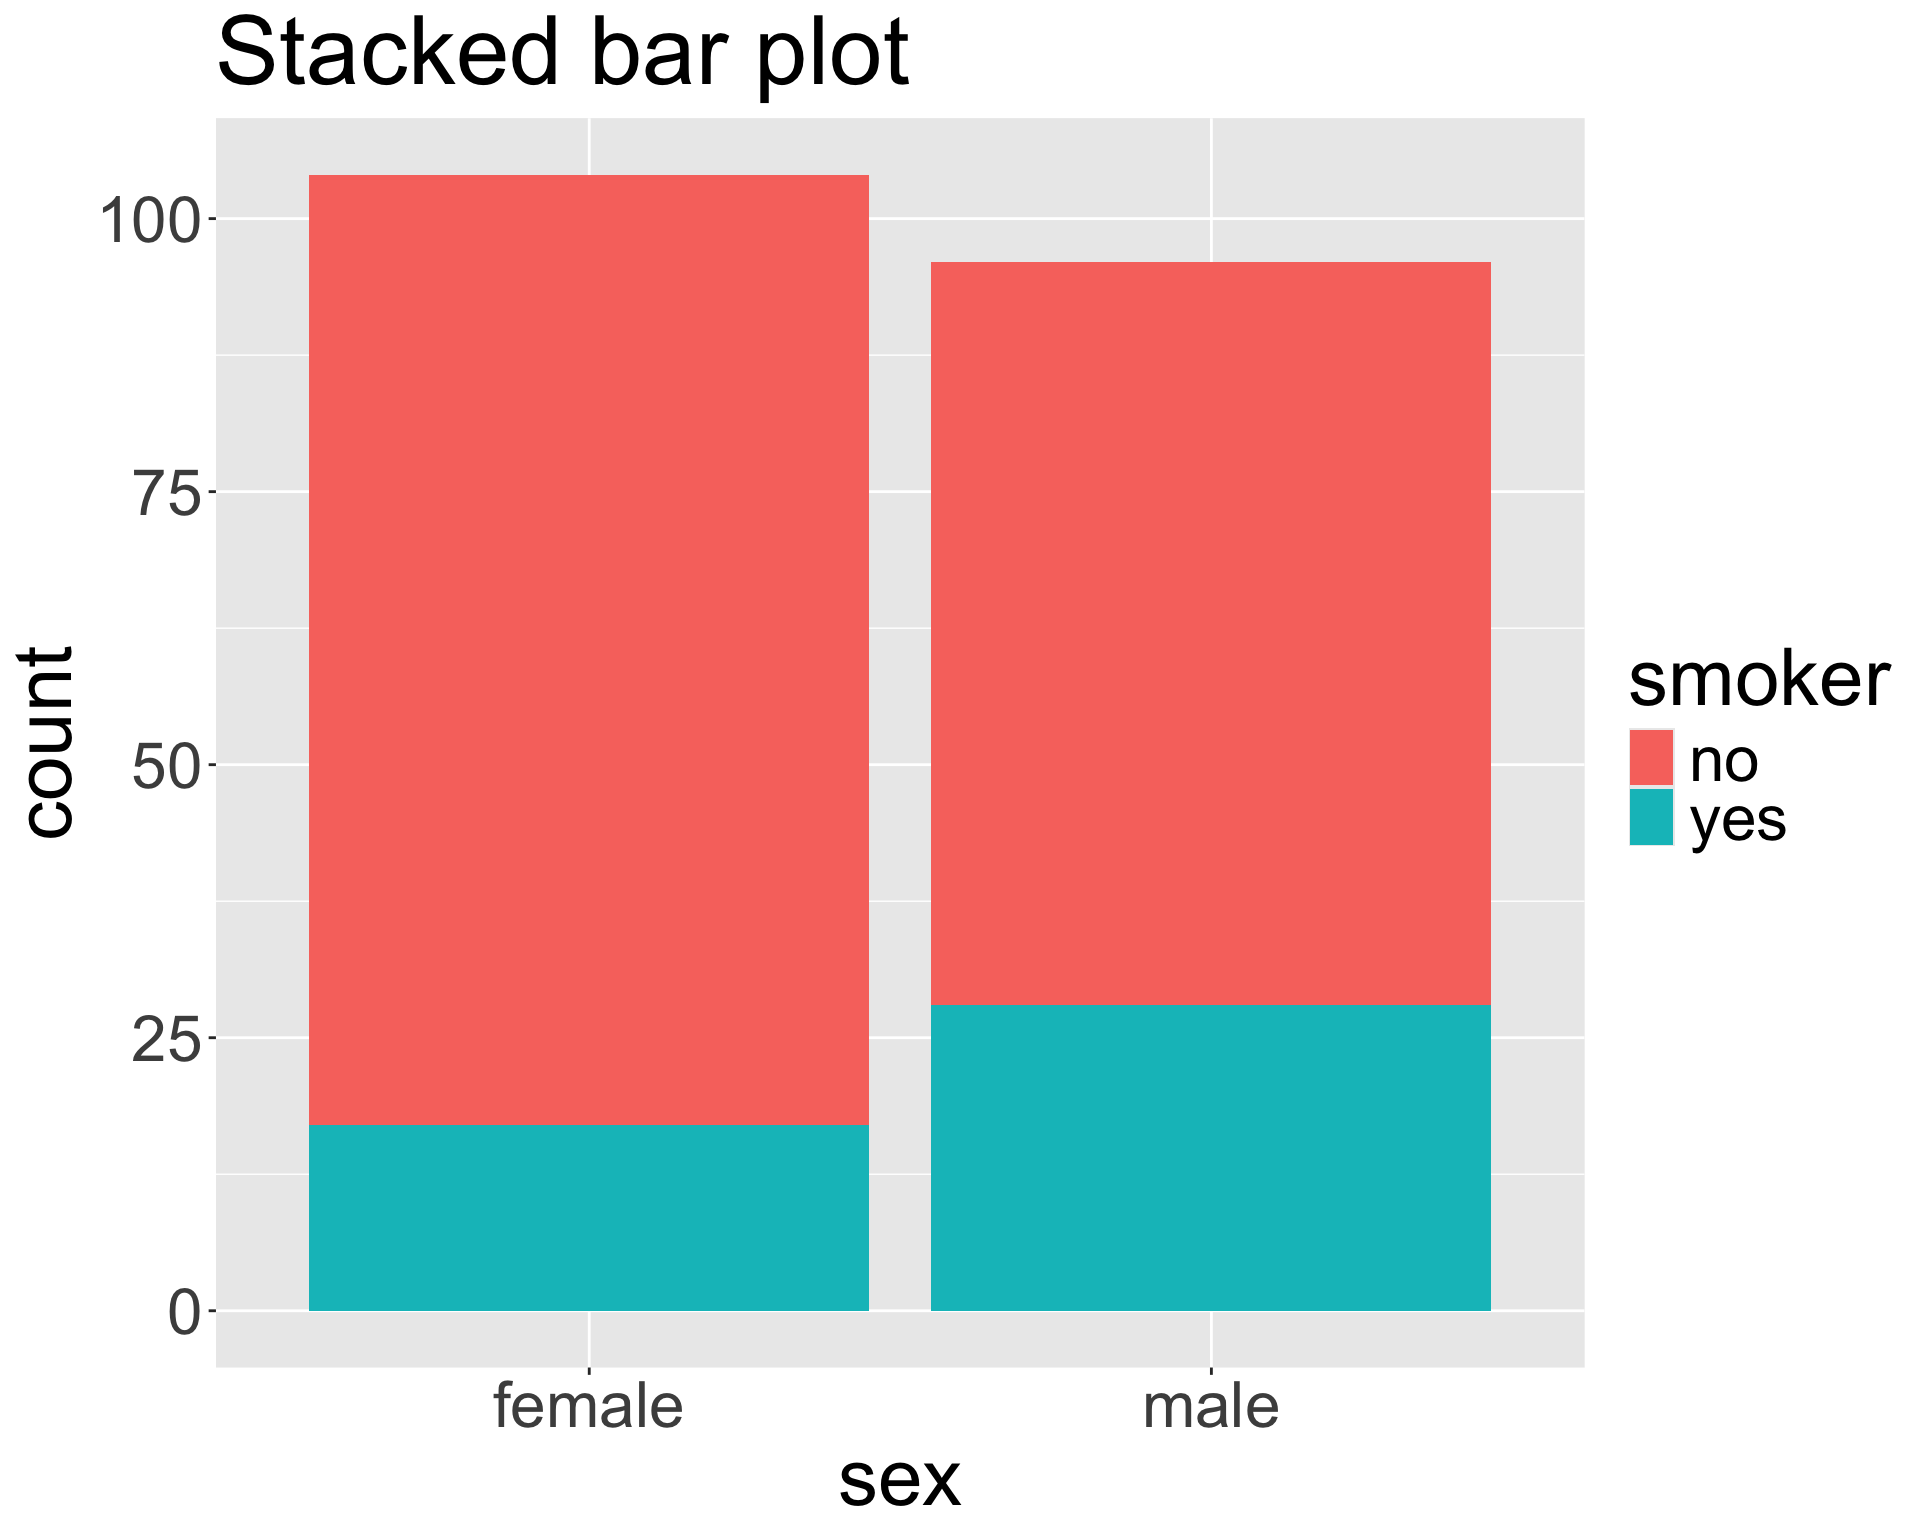 Stacked bar plot
100
75
50
25
0
count
female
male
sex
smoker
no
yes